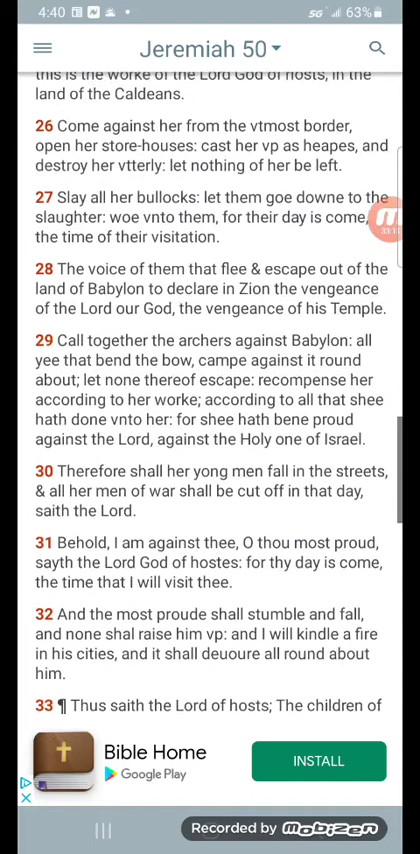 4:40
5G 63%
Jeremiah 50
this is the worke of the Lord God of hosts, in the
land of the Caldeans.
26 Come against her from the vtmost border,
open her store-houses: cast her vp as heapes, and
destroy her vtterly: let nothing of her be left.
27 Slay all her bullocks: let them goe downe to the
slaughter: woe vnto them, for their day is come,
the time of their visitation.
28 The voice of them that flee & escape out of the
land of Babylon to declare in Zion the vengeance
of the Lord our God, the vengeance of his Temple.
29 Call together the archers against Babylon: all
yee that bend the bow, campe against it round
about; let none thereof escape: recompense her
according to her worke; according to all that shee
hath done vnto her: for shee hath bene proud
against the Lord, against the Holy one of Israel.
30 Therefore shall her yong men fall in the streets,
& all her men of war shall be cut off in that day,
saith the Lord.
31 Behold, I am against thee, O thou most proud,
sayth the Lord God of hostes: for thy day is come,
the time that I will visit thee.
32 And the most proude shall stumble and fall,
and none shal raise him vp: and I will kindle a fire
in his cities, and it shall deuoure all round about
him.
33 ¶ Thus saith the Lord of hosts; The children of
Bible Home
Google Play
INSTALL
Recorded by mobizen